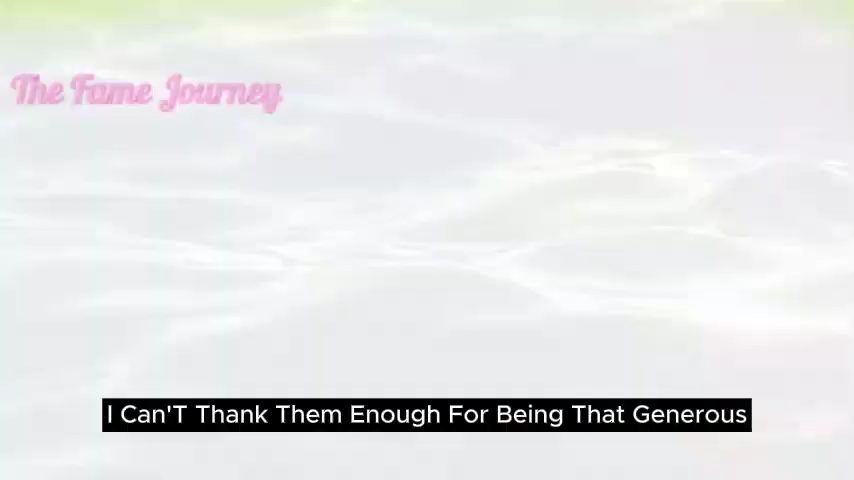 The Fame Journey
I Can'T Thank Them Enough For Being That Generous